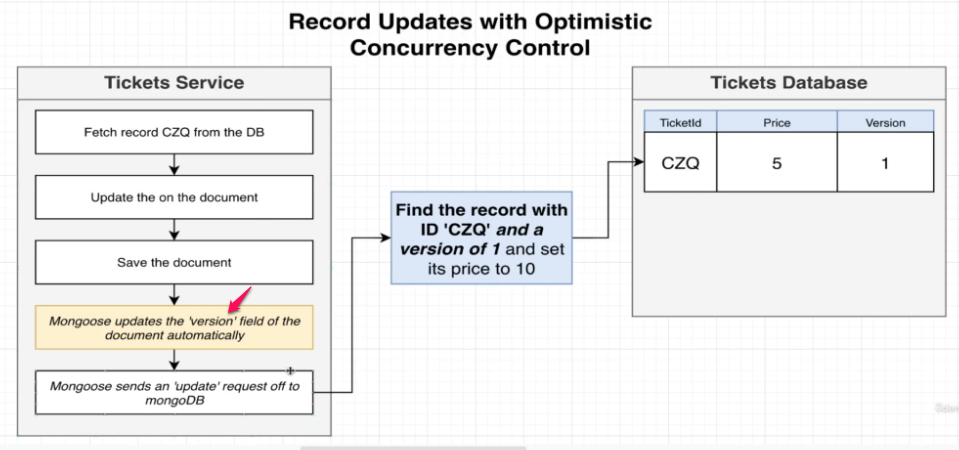 Record Updates with Optimistic
Concurrency Control
Tickets Service
Fetch record CZQ from the DB
Update the on the document
Save the document
Mongoose updates the 'version' field of the
document automatically
Mongoose sends an 'update' request off to
mongoDB
Find the record with
ID 'CZQ' and a
version of 1 and set
its price to 10
Tickets Database
TicketId Price Version
CZQ 5 1